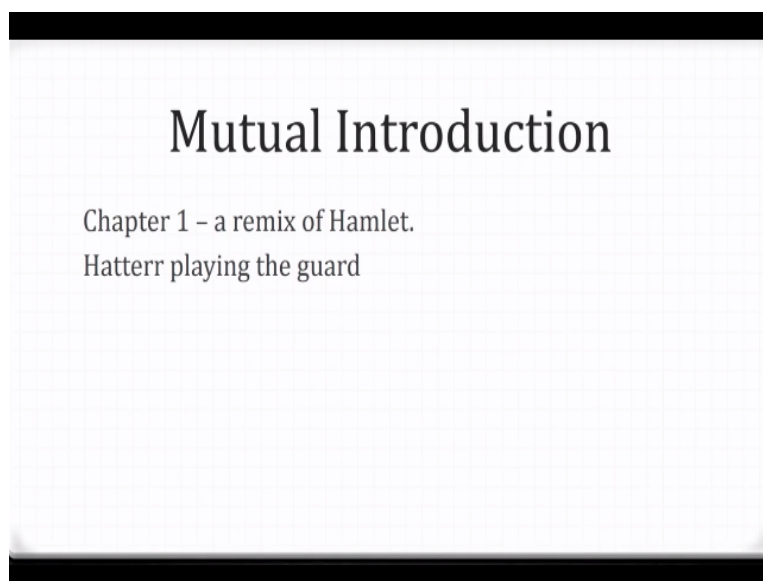 Mutual Introduction
Chapter 1 – a remix of Hamlet.
Hatterr playing the guard